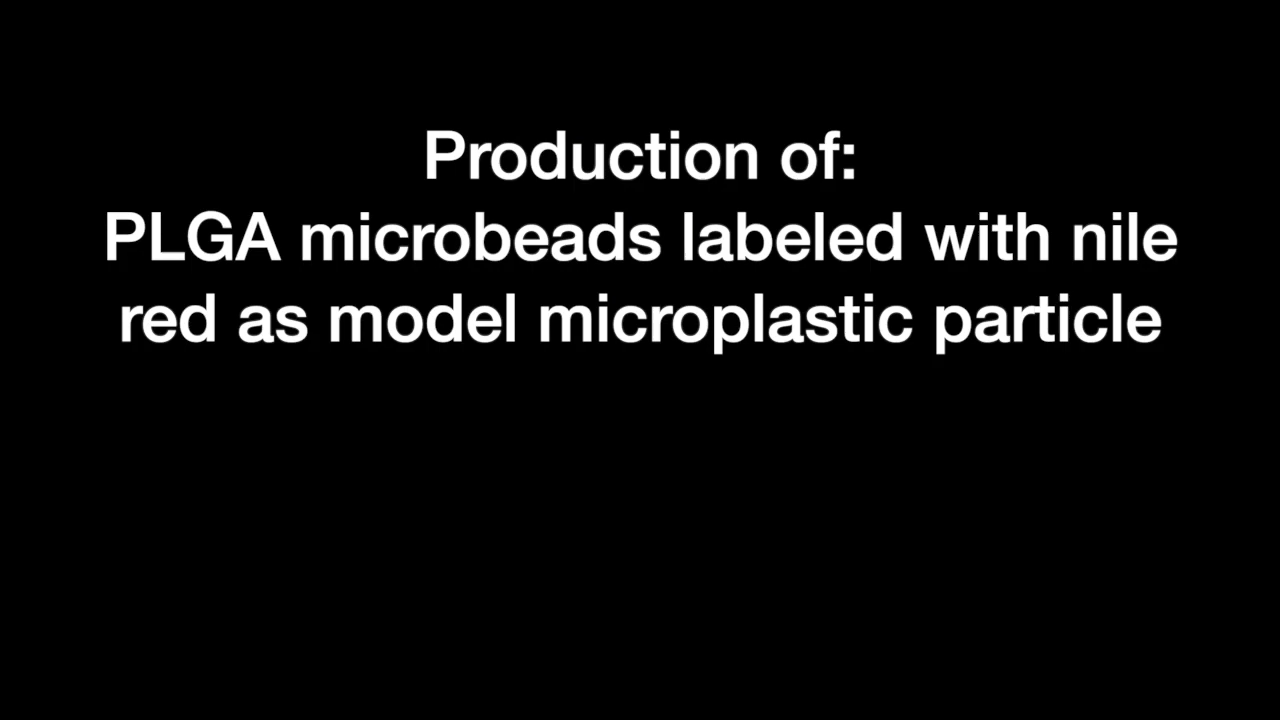 Production of:
PLGA microbeads labeled with nile
red as model microplastic particle